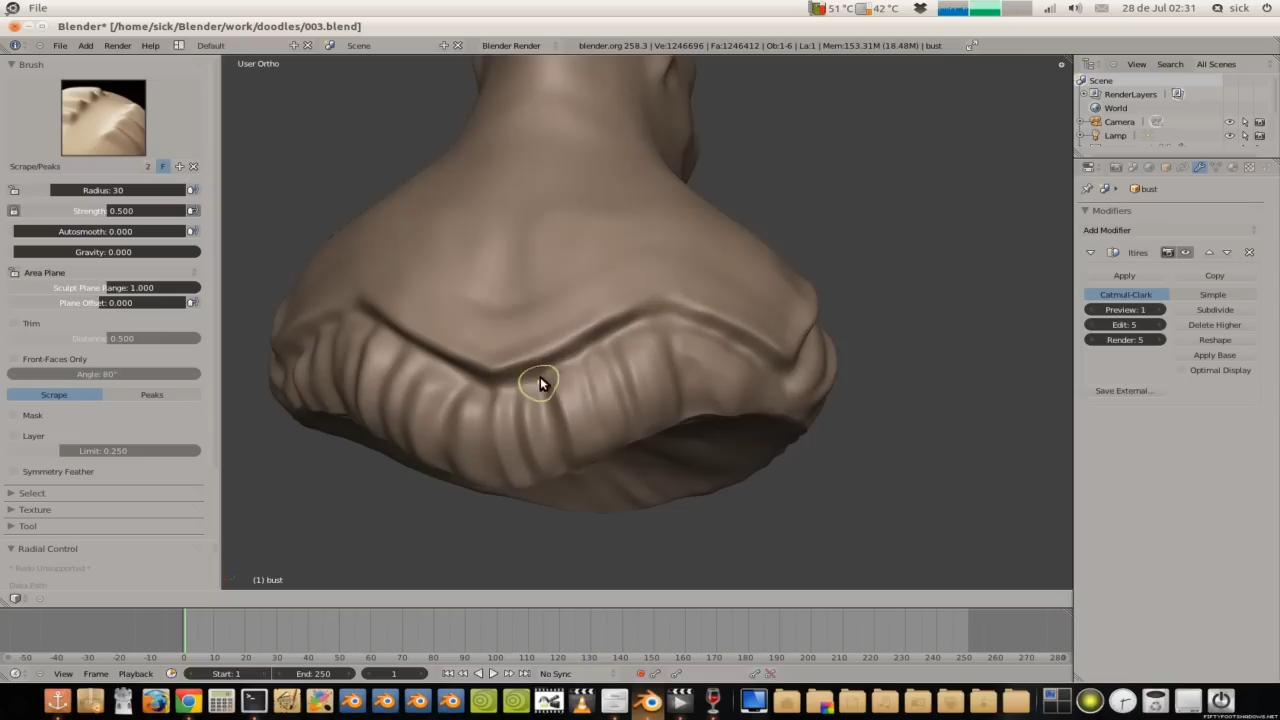 File
51 °C
42 °C
28 de Jul 02:31
sick
Blender* [/home/sick/Blender/work/doodles/003.blend]
File Add Render Help
Default
Scene
Blender Render
blender.org 258.3 | Ve:1246696 | Fa:1246412 | Ob:1-6 | La:1 | Mem:153.31M (18.48M) | bust
Brush
Scrape/Peaks
2
F
Radius: 30
Strength: 0.500
Autosmooth: 0.000
Gravity: 0.000
Area Plane
Sculpt Plane Range: 1.000
Plane Offset: 0.000
Trim
Distance: 0.500
Front-Faces Only
Angle: 80°
Scrape
Peaks
Mask
Layer
Limit: 0.250
Symmetry Feather
Select
Texture
Tool
Radial Control
* Redo Unsupported *
Data Path
User Ortho
(1) bust
View Search All Scenes
Scene
RenderLayers
World
Camera
Lamp
bust
Modifiers
Add Modifier
ltires
Apply
Copy
Catmull-Clark
Simple
Preview: 1
Subdivide
Edit: 5
Delete Higher
Render: 5
Reshape
Apply Base
Optimal Display
Save External...
-50 -40 -30 -20 -10 0 10 20 30 40 50 60 70 80 90 100 110 120 130 140 150 160 170 180 190 200 210 220 230 240 250 260 270 280
View Frame Playback
Start: 1
End: 250
1
No Sync
FIFTYFOOTSHADOWS.NET